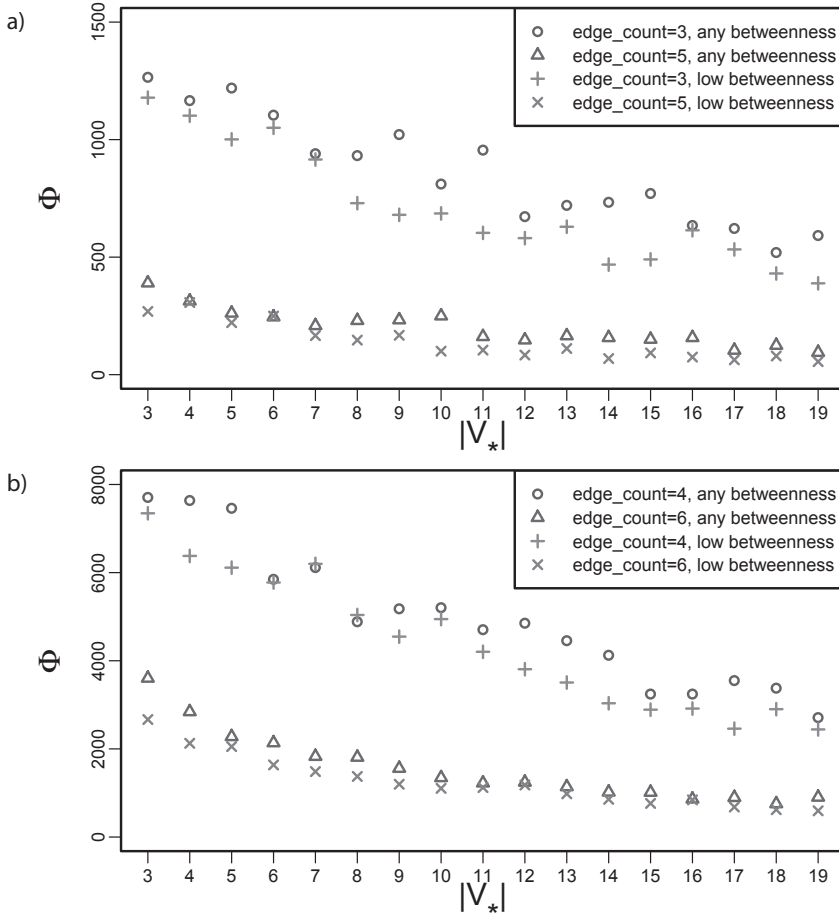 a)
1500
1000
500
0
Φ
edge_count=3, any betweenness
edge_count=5, any betweenness
edge_count=3, low betweenness
edge_count=5, low betweenness
3 4 5 6 7 8 9 10 11 12 13 14 15 16 17 18 19
|V*|
b)
8000
6000
4000
2000
0
Φ
edge_count=4, any betweenness
edge_count=6, any betweenness
edge_count=4, low betweenness
edge_count=6, low betweenness
3 4 5 6 7 8 9 10 11 12 13 14 15 16 17 18 19
|V*|